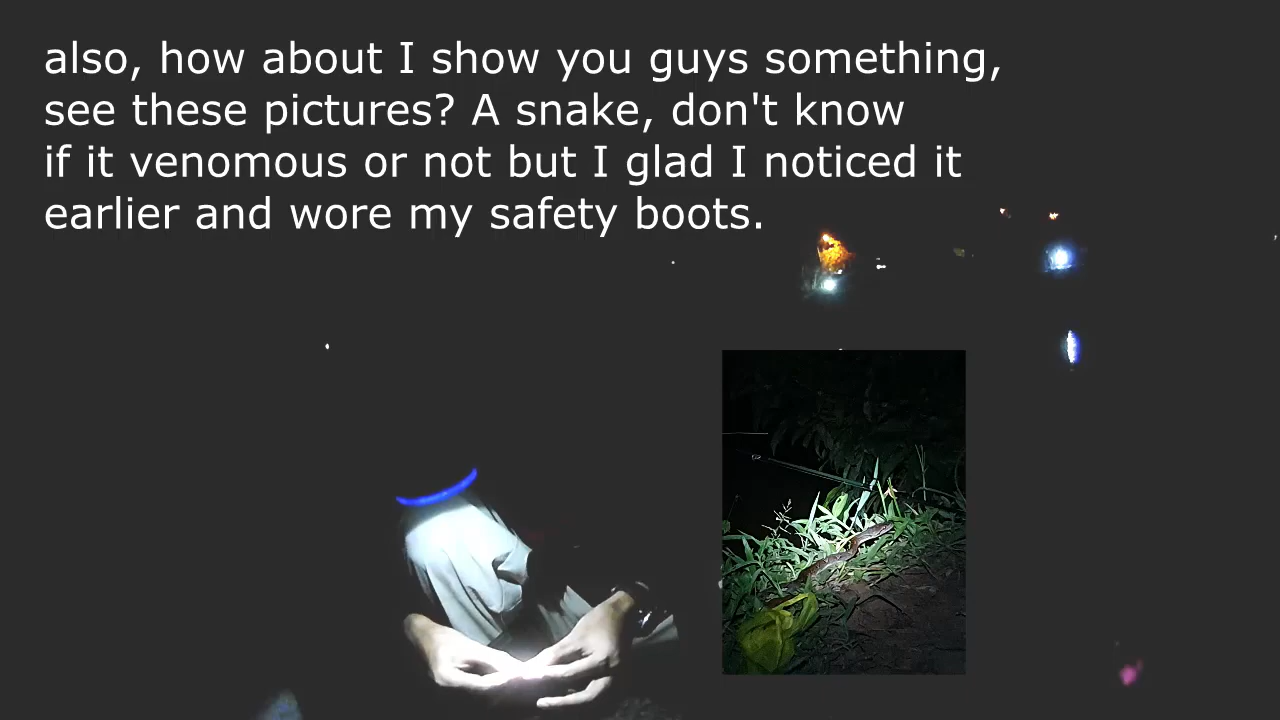 also, how about I show you guys something,
see these pictures? A snake, don't know
if it venomous or not but I glad I noticed it
earlier and wore my safety boots.